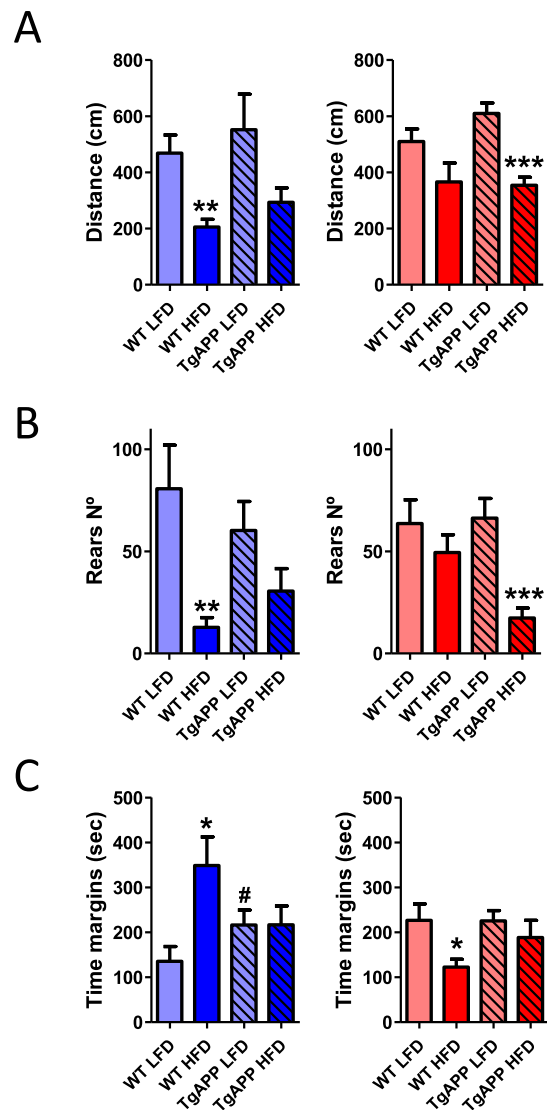 A
Distance (cm)
800
600
400
200
0
**
WT LFD
WT HFD
TgAPP LFD
TgAPP HFD
Distance (cm)
800
600
400
200
0
***
WT LFD
WT HFD
TgAPP LFD
TgAPP HFD
B
Rears Nº
100
50
0
**
WT LFD
WT HFD
TgAPP LFD
TgAPP HFD
Rears Nº
100
50
0
***
WT LFD
WT HFD
TgAPP LFD
TgAPP HFD
C
Time margins (sec)
500
400
300
200
100
0
*
#
WT LFD
WT HFD
TgAPP LFD
TgAPP HFD
Time margins (sec)
500
400
300
200
100
0
*
WT LFD
WT HFD
TgAPP LFD
TgAPP HFD